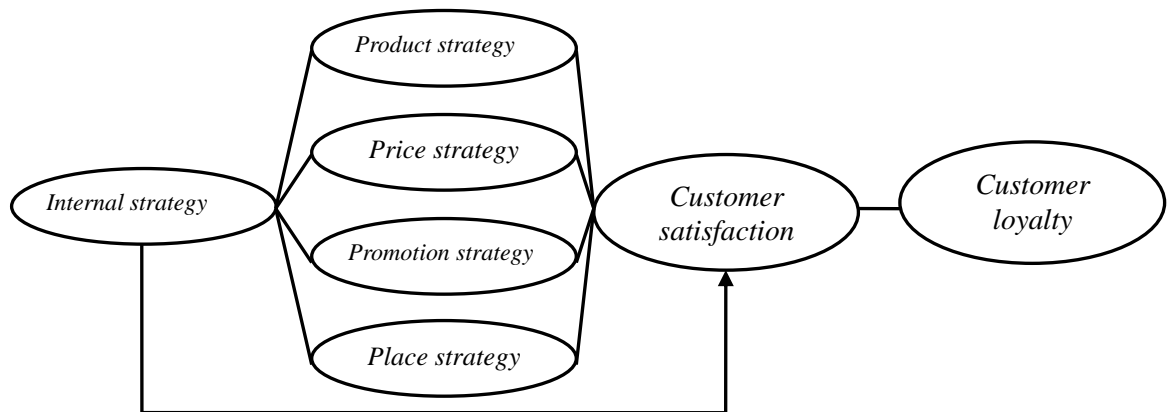 Product strategy
Price strategy
Internal strategy
Promotion strategy
Place strategy
Customer
satisfaction
Customer
loyalty